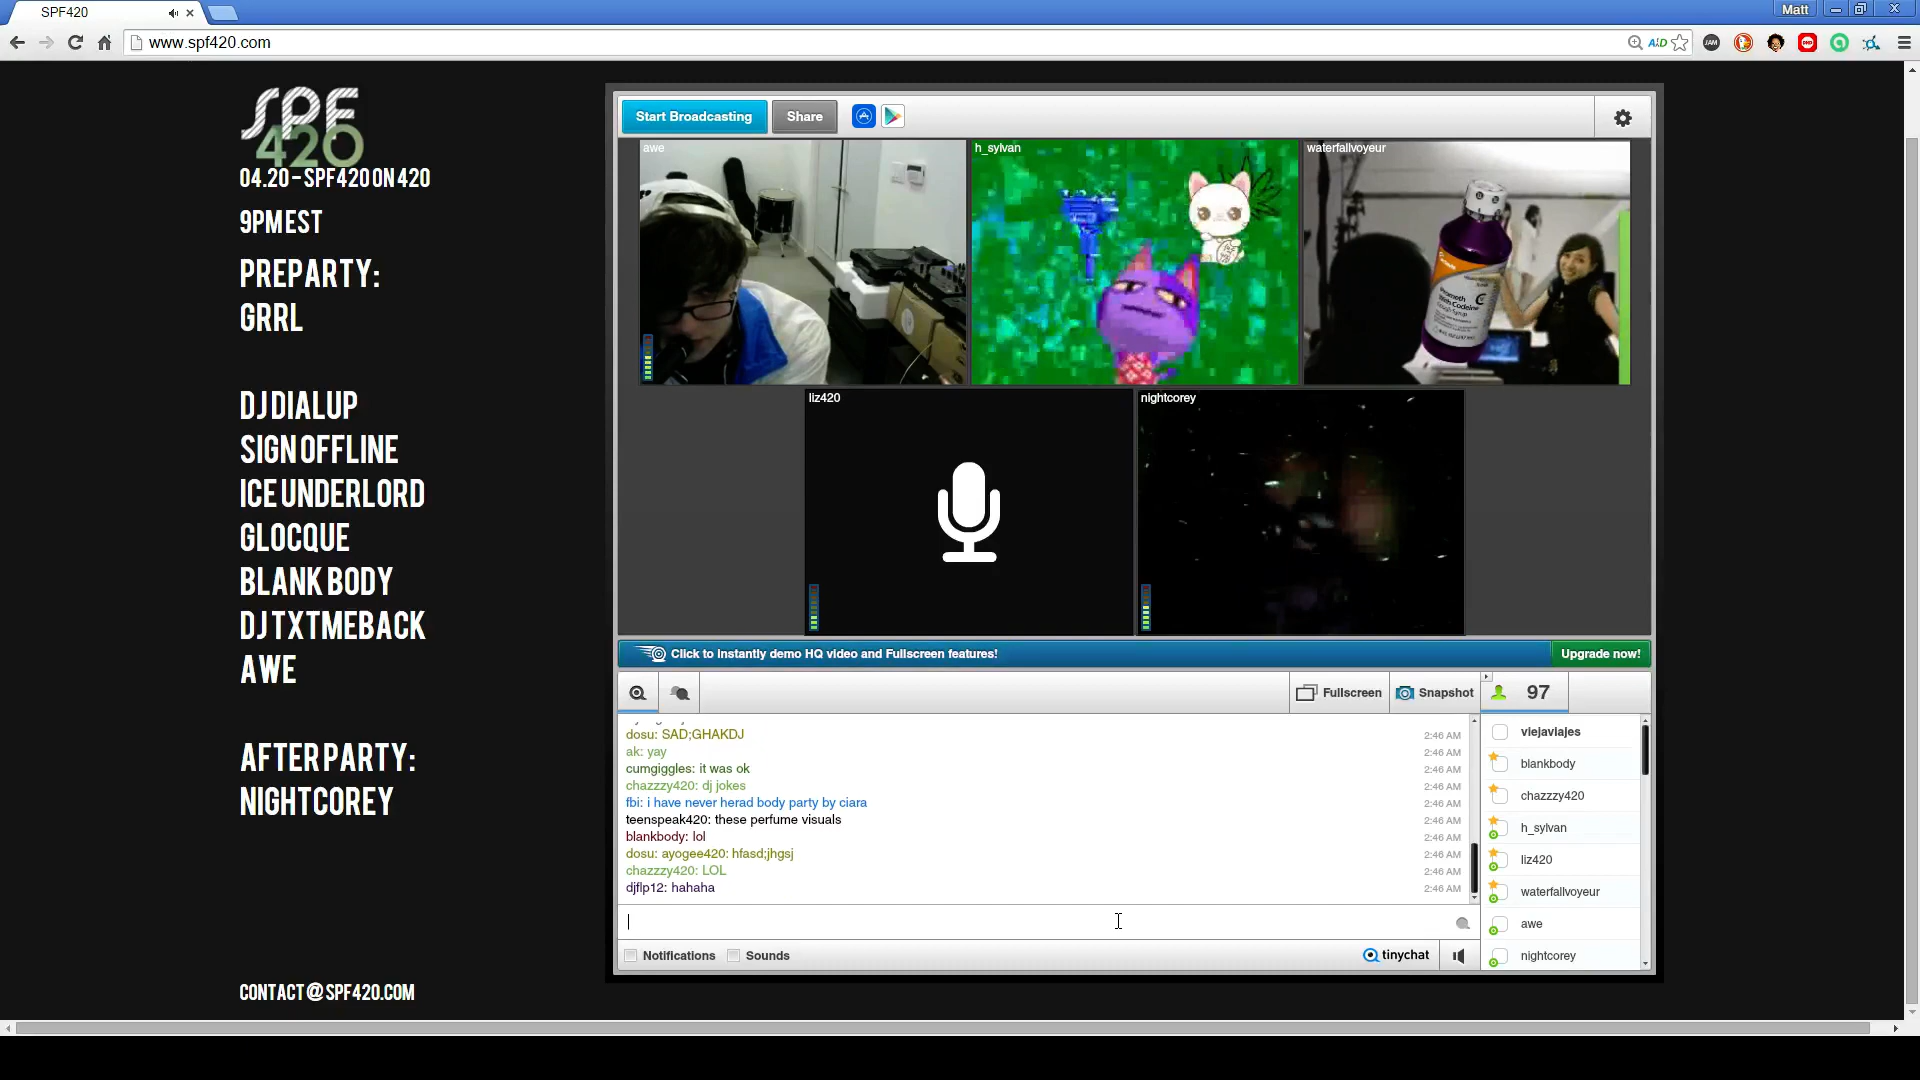 SPF420
Matt
www.spf420.com
SPF
420
04.20 - SPF420 ON 420
9PM EST
PREPARTY:
GRRL
DJ DIALUP
SIGN OFFLINE
ICE UNDERLORD
GLOCQUE
BLANK BODY
DJ TXTMEBACK
AWE
AFTER PARTY:
NIGHTCOREY
CONTACT @ SPF420.COM
Start Broadcasting
Share
awe
h_sylvan
waterfallvoyeur
liz420
nightcorey
Click to instantly demo HQ video and Fullscreen features!
Upgrade now!
Fullscreen
Snapshot
97
dosu: SAD;GHAKDJ 2:46 AM
ak: yay 2:46 AM
cumgiggles: it was ok 2:46 AM
chazzzy420: dj jokes 2:46 AM
fbi: i have never herad body party by ciara 2:46 AM
teenspeak420: these perfume visuals 2:46 AM
blankbody: lol 2:46 AM
dosu: ayogee420: hfasd;jhgsj 2:46 AM
chazzzy420: LOL 2:46 AM
djflp12: hahaha 2:46 AM
viejaviajes
blankbody
chazzzy420
h_sylvan
liz420
waterfallvoyeur
awe
nightcorey
Notifications
Sounds
tinychat